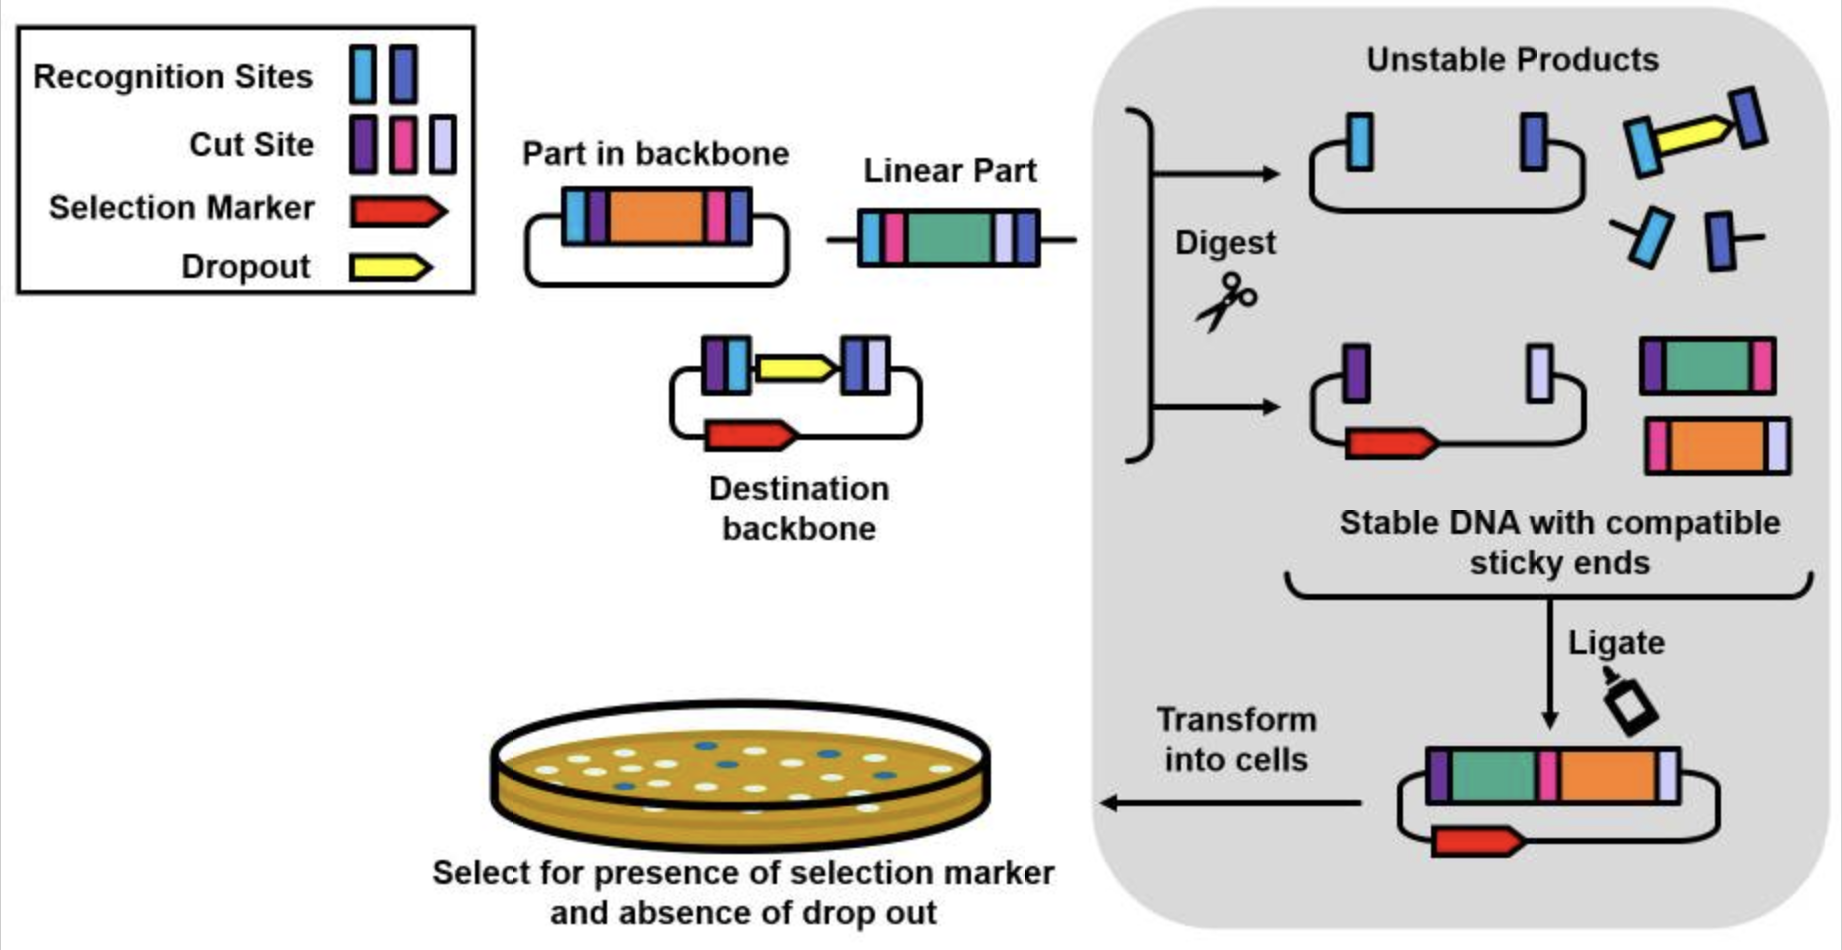 Recognition Sites
Cut Site
Selection Marker
Dropout
Part in backbone
Linear Part
Destination
backbone
Digest
Unstable Products
Stable DNA with compatible
sticky ends
Ligate
Transform
into cells
Select for presence of selection marker
and absence of drop out